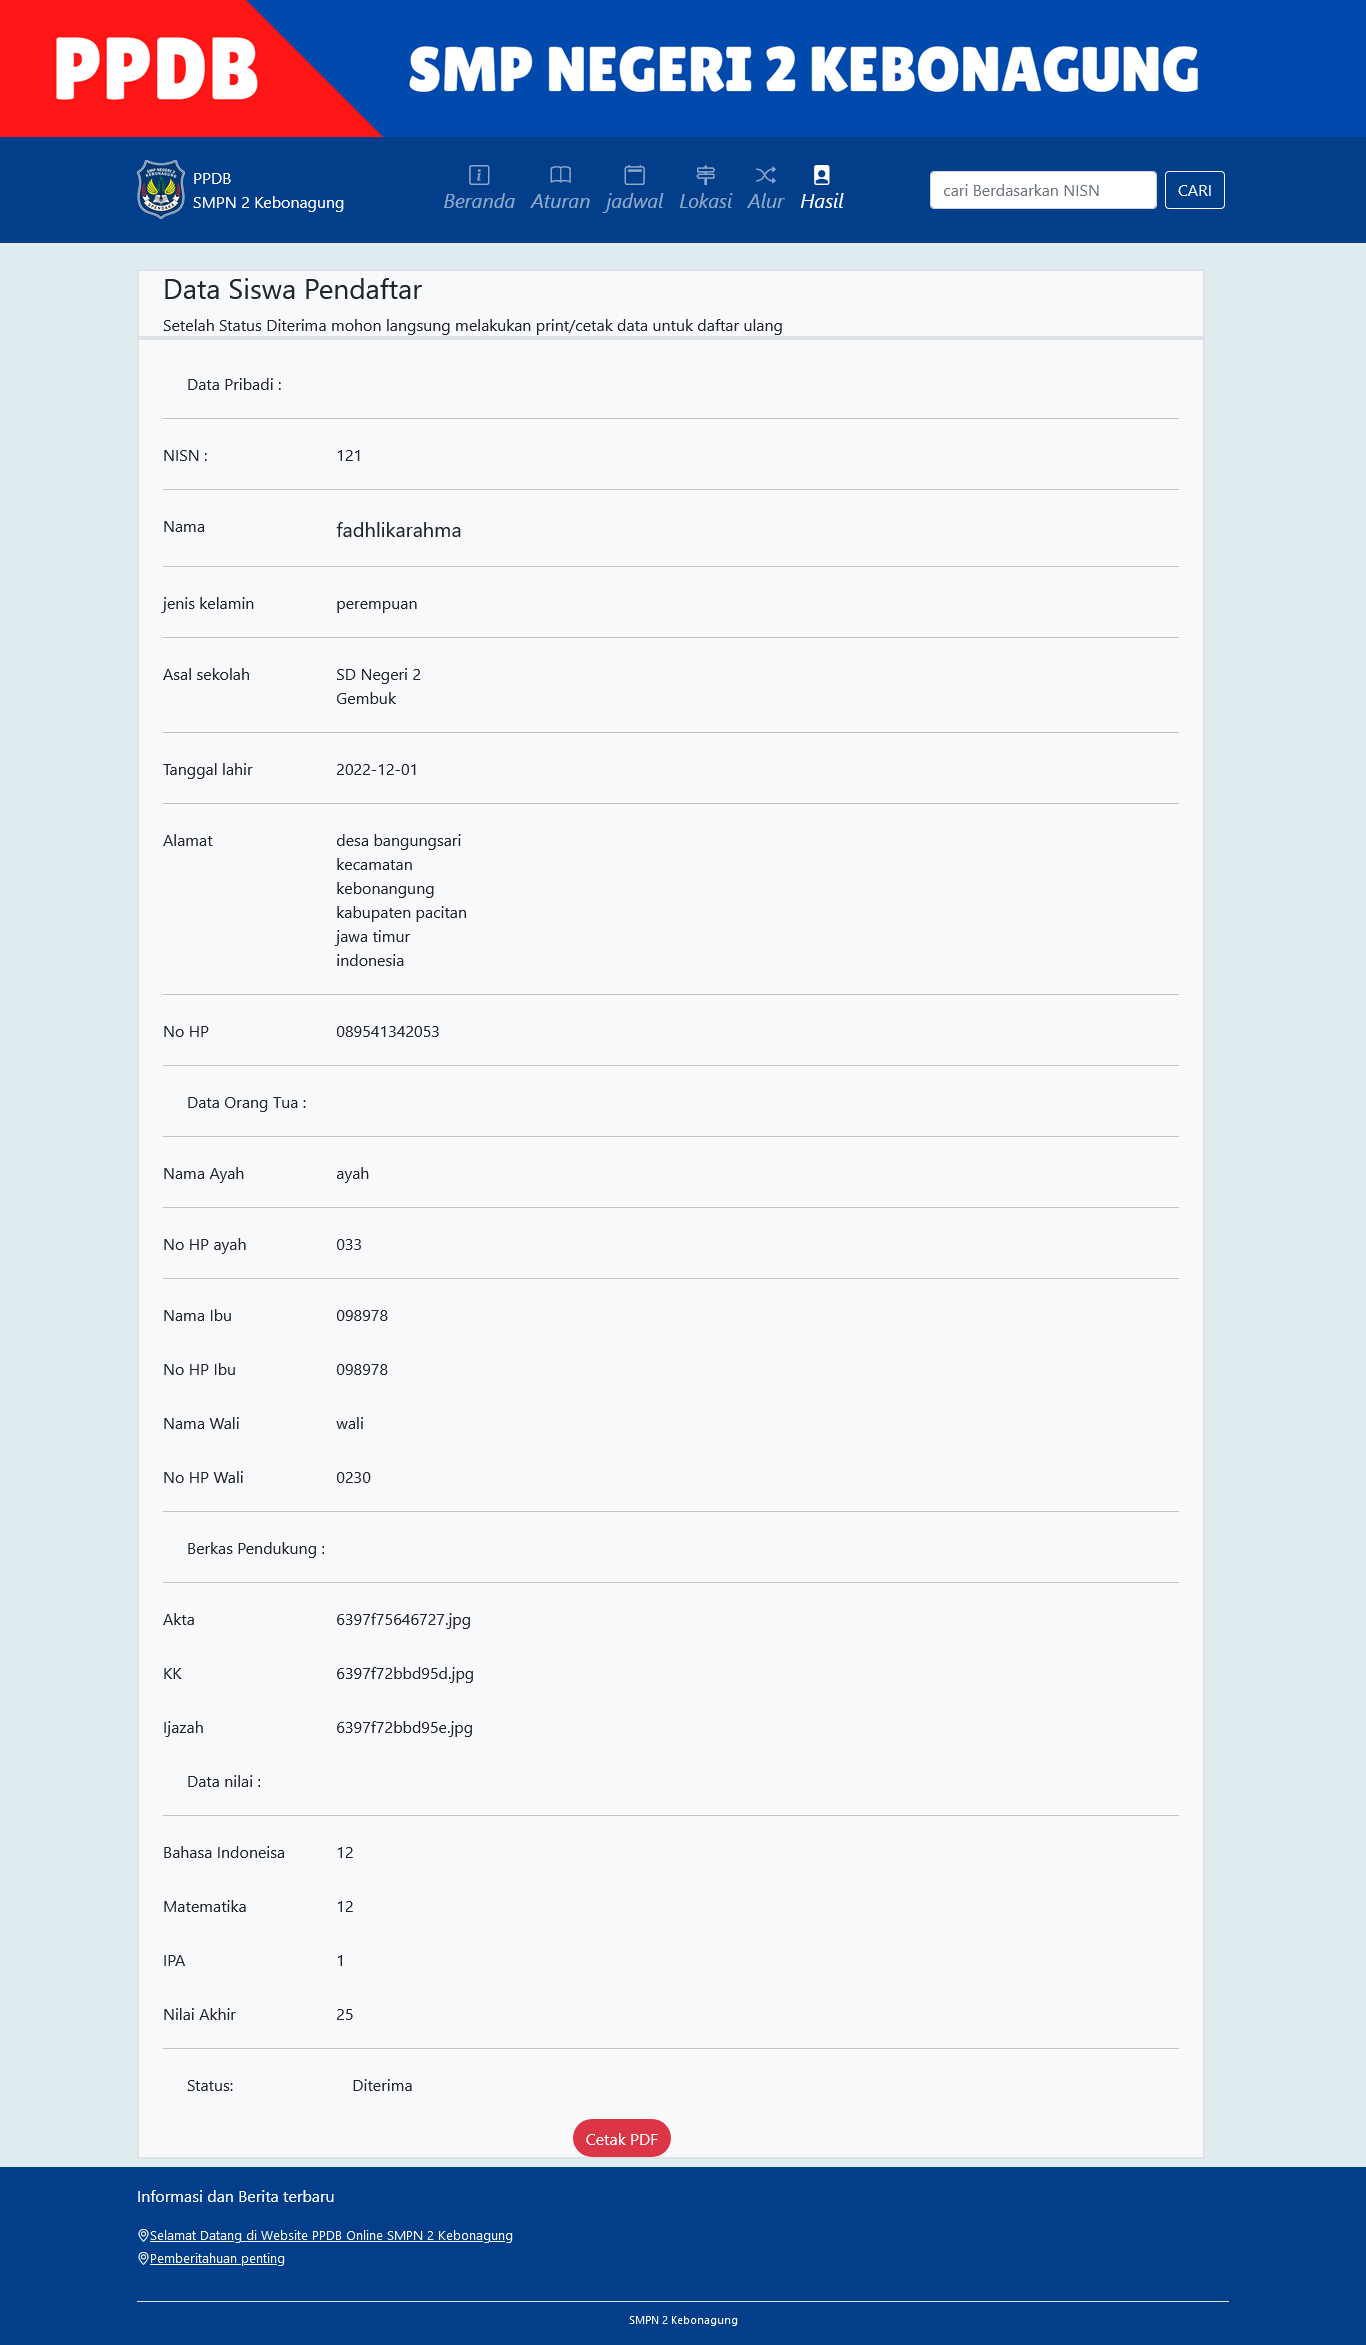 PPDB
SMP NEGERI 2 KEBONAGUNG
PPDB
SMPN 2 Kebonagung
Beranda
Aturan
jadwal
Lokasi
Alur
Hasil
cari Berdasarkan NISN
CARI
Data Siswa Pendaftar
Setelah Status Diterima mohon langsung melakukan print/cetak data untuk daftar ulang
Data Pribadi :
NISN : 121
Nama fadhlikarahma
jenis kelamin perempuan
Asal sekolah SD Negeri 2
Gembuk
Tanggal lahir 2022-12-01
Alamat desa bangungsari
kecamatan
kebonangung
kabupaten pacitan
jawa timur
indonesia
No HP 089541342053
Data Orang Tua :
Nama Ayah ayah
No HP ayah 033
Nama Ibu 098978
No HP Ibu 098978
Nama Wali wali
No HP Wali 0230
Berkas Pendukung :
Akta 6397f75646727.jpg
KK 6397f72bbd95d.jpg
Ijazah 6397f72bbd95e.jpg
Data nilai :
Bahasa Indoneisa 12
Matematika 12
IPA 1
Nilai Akhir 25
Status: Diterima
Cetak PDF
Informasi dan Berita terbaru
Selamat Datang di Website PPDB Online SMPN 2 Kebonagung
Pemberitahuan penting
SMPN 2 Kebonagung